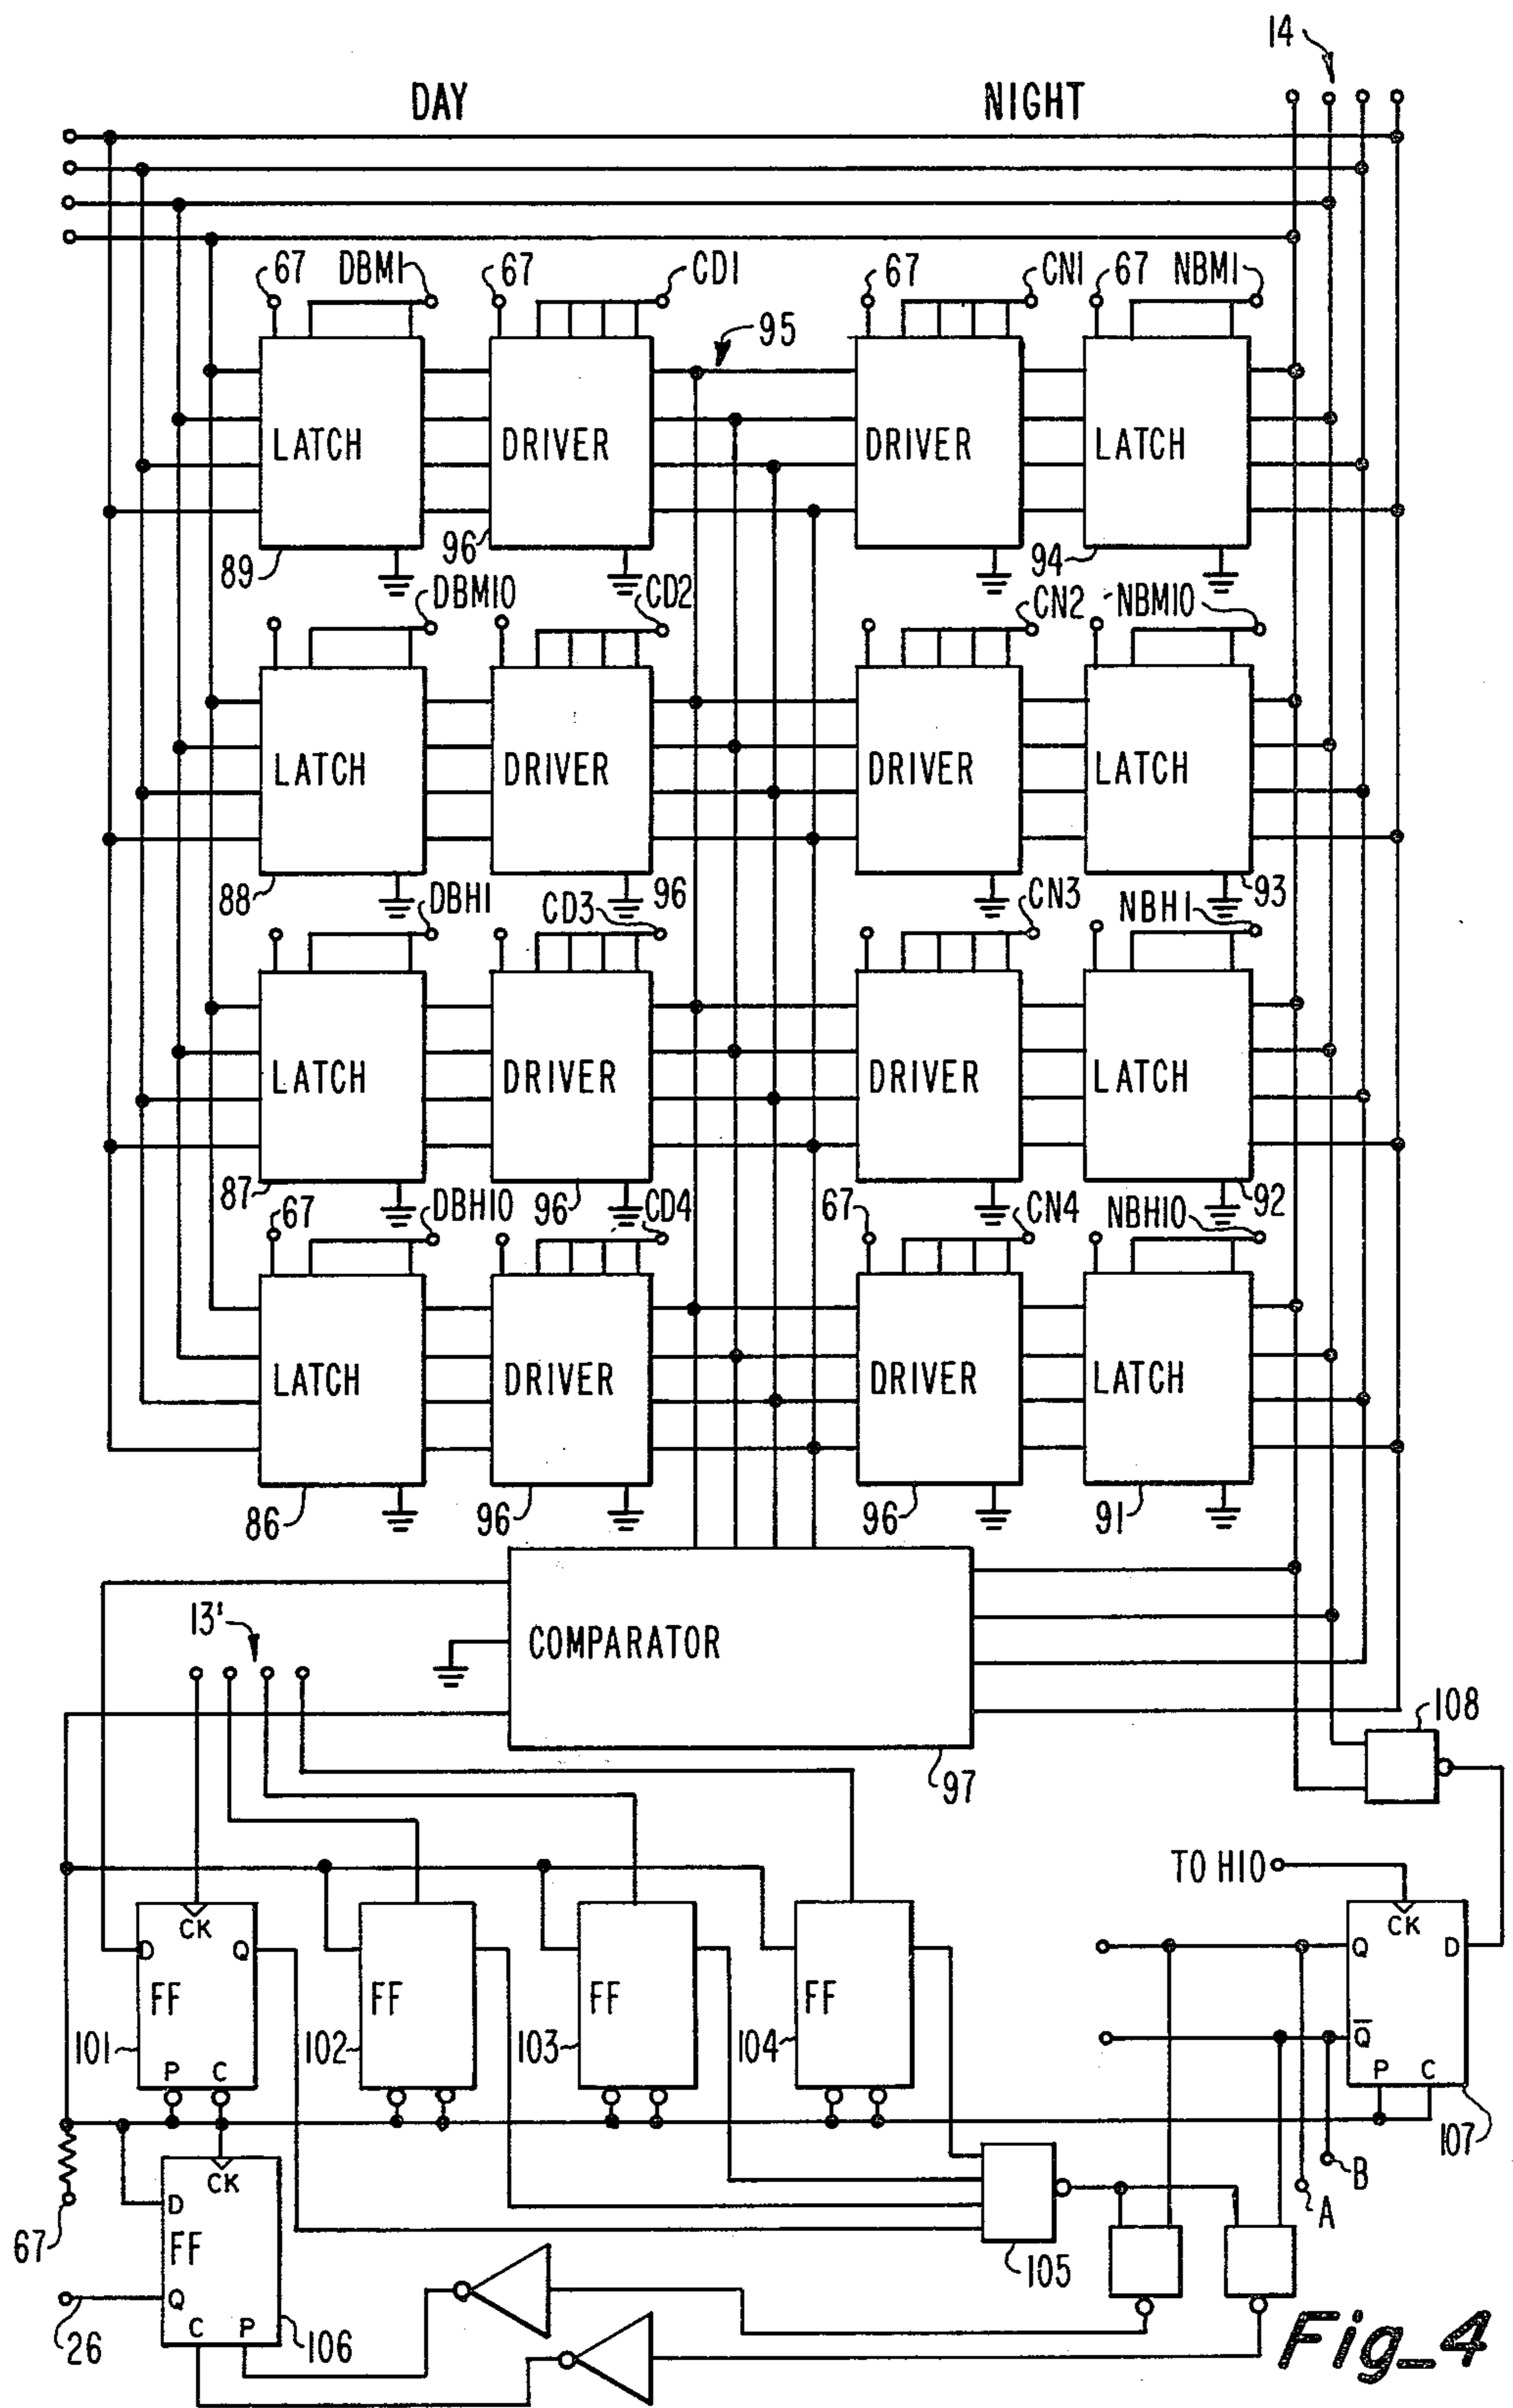 14
DAY NIGHT
67 DBM1 67 CD1 67 CN1 67 NBM1
95
LATCH DRIVER DRIVER LATCH
89 96 94
DBM10 CD2 CN2 NBM10
LATCH DRIVER DRIVER LATCH
88 96 93
DBH1 CD3 CN3 NBH1
LATCH DRIVER DRIVER LATCH
87 96 92
67 DBH10 CD4 67 CN4 NBH10
LATCH DRIVER DRIVER LATCH
86 96 96 91
13'
COMPARATOR
97
108
TO H10
CK CK
D Q Q D
FF FF FF FF
101 102 103 104
Q̅
P C P C
107
B
A
CK
D
67
FF
105
Q
C P
26 106
Fig_4